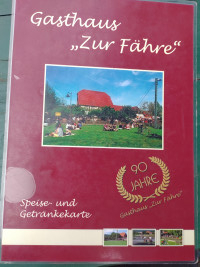 Gasthaus
„Zur Fähre“
90
JAHRE
Gasthaus „Zur Fähre“
Speise- und
Getränkekarte